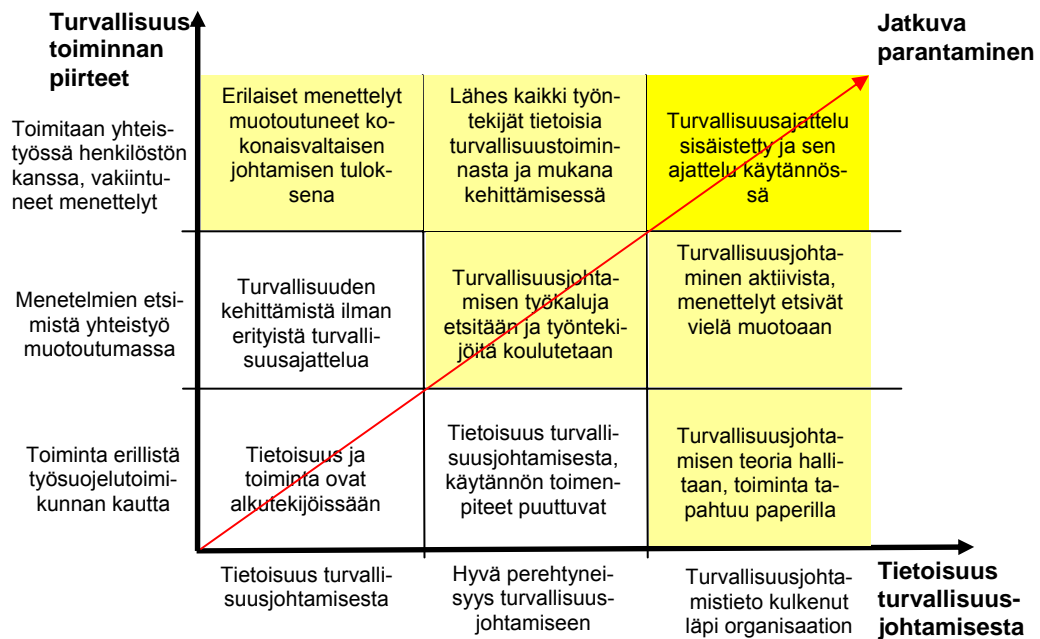 Turvallisuus
toiminnan
piirteet
Jatkuva
parantaminen
Toimitaan yhteis-
työssä henkilöstön
kanssa, vakiintu-
neet menettelyt
Erilaiset menettelyt
muotoutuneet ko-
konaisvaltaisen
johtamisen tulok-
sena
Lähes kaikki työn-
tekijät tietoisia
turvallisuustoimin-
nasta ja mukana
kehittämisessä
Turvallisuusajattelu
sisäistetty ja sen
ajattelu käytännös-
sä
Menetelmien etsi-
mistä yhteistyö
muotoutumassa
Turvallisuuden
kehittämistä ilman
erityistä turvalli-
suusajattelua
Turvallisuusjohta-
misen työkaluja
etsitään ja työnteki-
jöitä koulutetaan
Turvallisuusjohta-
minen aktiivista,
menettelyt etsivät
vielä muotoaan
Toiminta erillistä
työsuojelutoimi-
kunnan kautta
Tietoisuus ja
toiminta ovat
alkutekijöissään
Tietoisuus turvalli-
suusjohtamisesta,
käytännön toimen-
piteet puuttuvat
Turvallisuusjohta-
misen teoria halli-
taan, toiminta ta-
pahtuu paperilla
Tietoisuus turvalli-
suusjohtamisesta
Hyvä perehtynei-
syys turvallisuus-
johtamiseen
Turvallisuusjohta-
mistieto kulkenut
läpi organisaation
Tietoisuus
turvallisuus-
johtamisesta